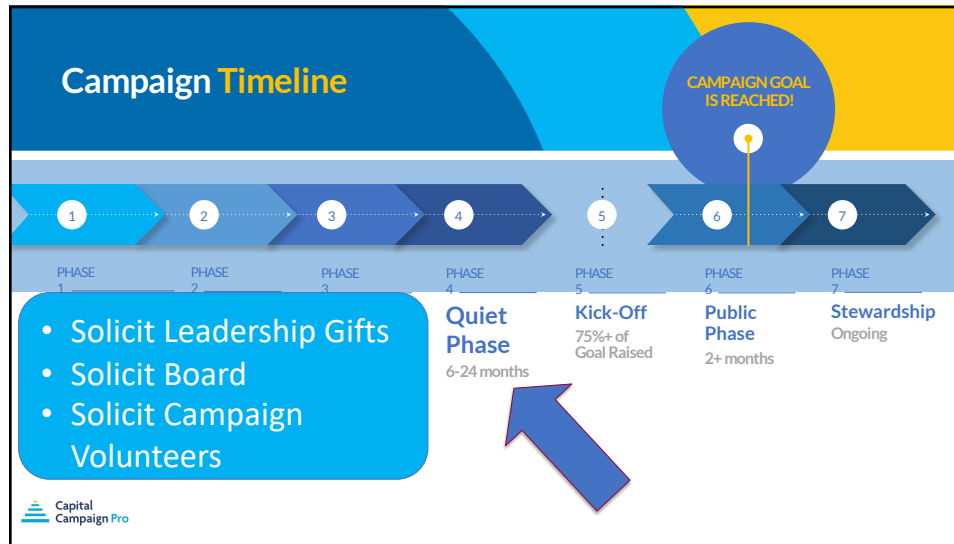 Campaign Timeline
CAMPAIGN GOAL
IS REACHED!
1
2
3
4
5
6
7
PHASE
1
PHASE
2
PHASE
3
PHASE
4
Quiet
Phase
6-24 months
PHASE
5
Kick-Off
75%+ of
Goal Raised
PHASE
6
Public
Phase
2+ months
PHASE
7
Stewardship
Ongoing
• Solicit Leadership Gifts
• Solicit Board
• Solicit Campaign
Volunteers
Capital
Campaign Pro